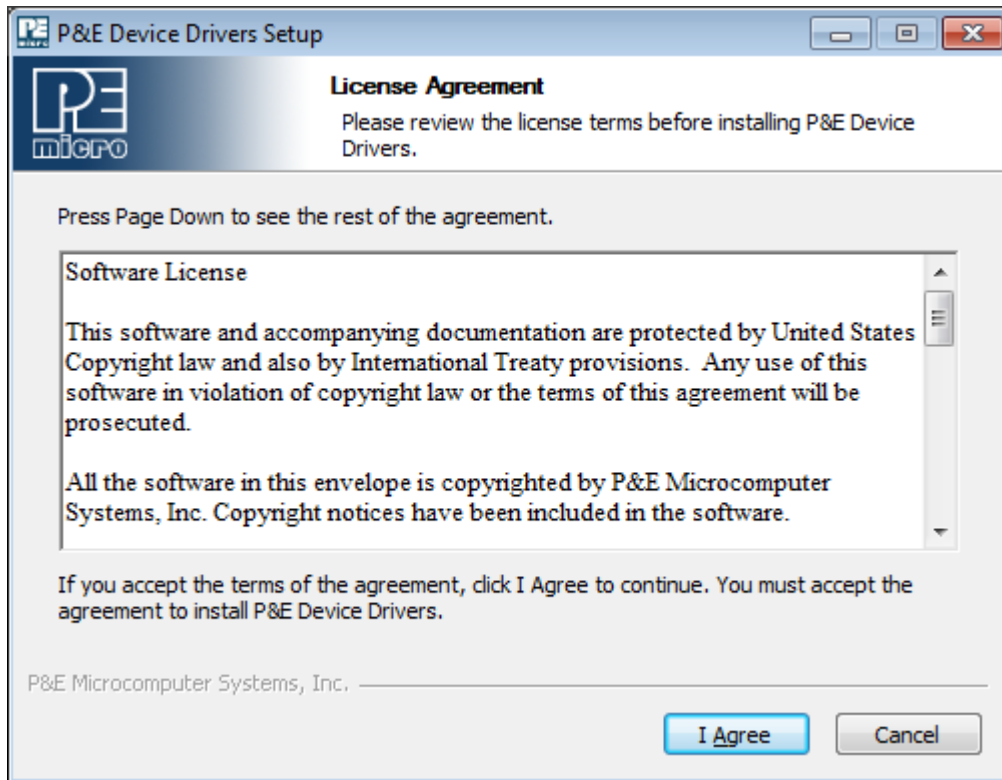 PE
micro
P&E Device Drivers Setup
PE
micro
License Agreement
Please review the license terms before installing P&E Device
Drivers.
Press Page Down to see the rest of the agreement.
Software License
This software and accompanying documentation are protected by United States
Copyright law and also by International Treaty provisions.  Any use of this
software in violation of copyright law or the terms of this agreement will be
prosecuted.
All the software in this envelope is copyrighted by P&E Microcomputer
Systems, Inc. Copyright notices have been included in the software.
If you accept the terms of the agreement, click I Agree to continue. You must accept the
agreement to install P&E Device Drivers.
P&E Microcomputer Systems, Inc.
I Agree
Cancel